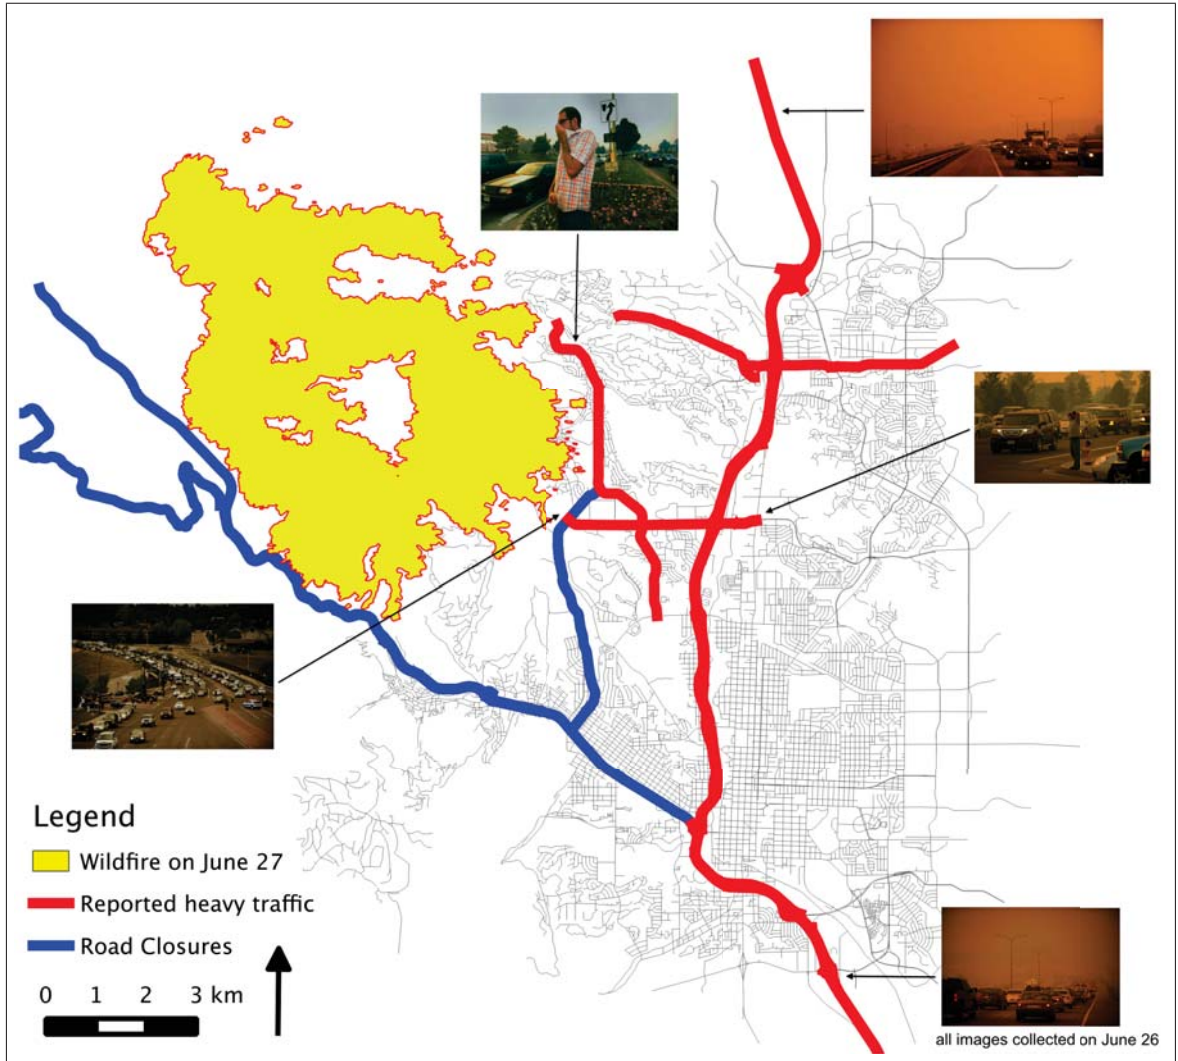 Legend
Wildfire on June 27
Reported heavy traffic
Road Closures
0 1 2 3 km
all images collected on June 26